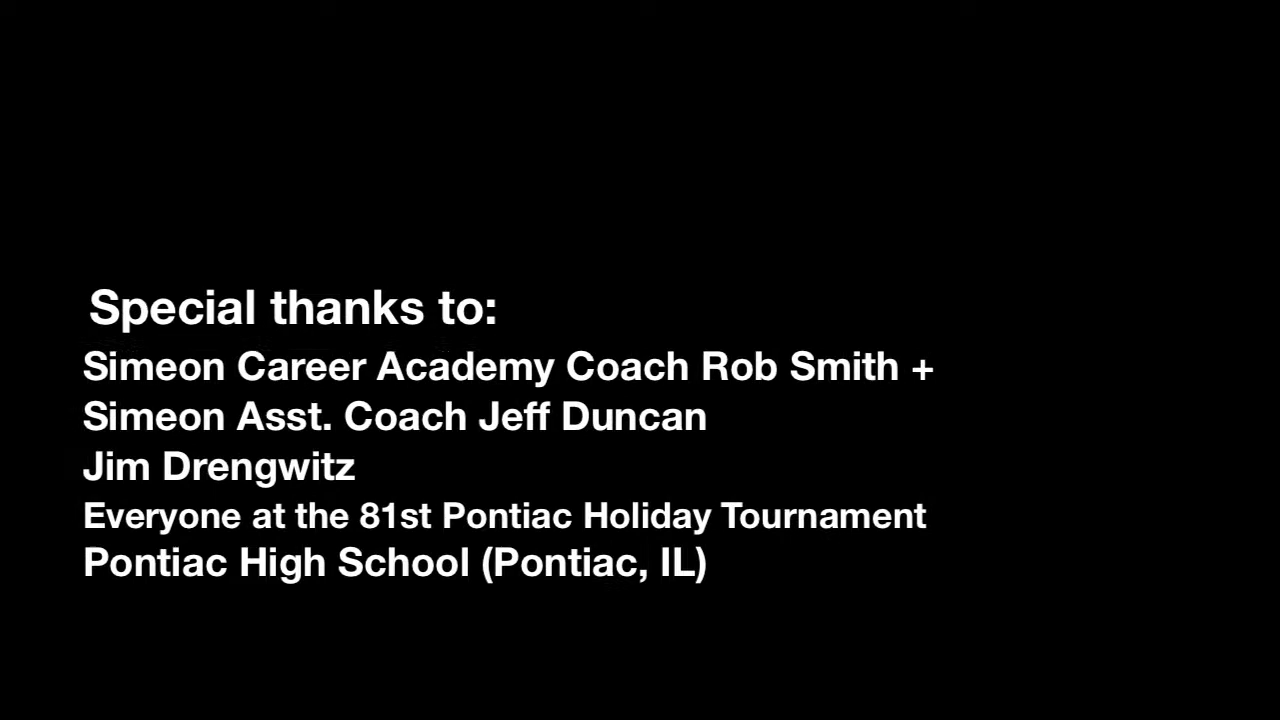 Special thanks to:
Simeon Career Academy Coach Rob Smith +
Simeon Asst. Coach Jeff Duncan
Jim Drengwitz
Everyone at the 81st Pontiac Holiday Tournament
Pontiac High School (Pontiac, IL)